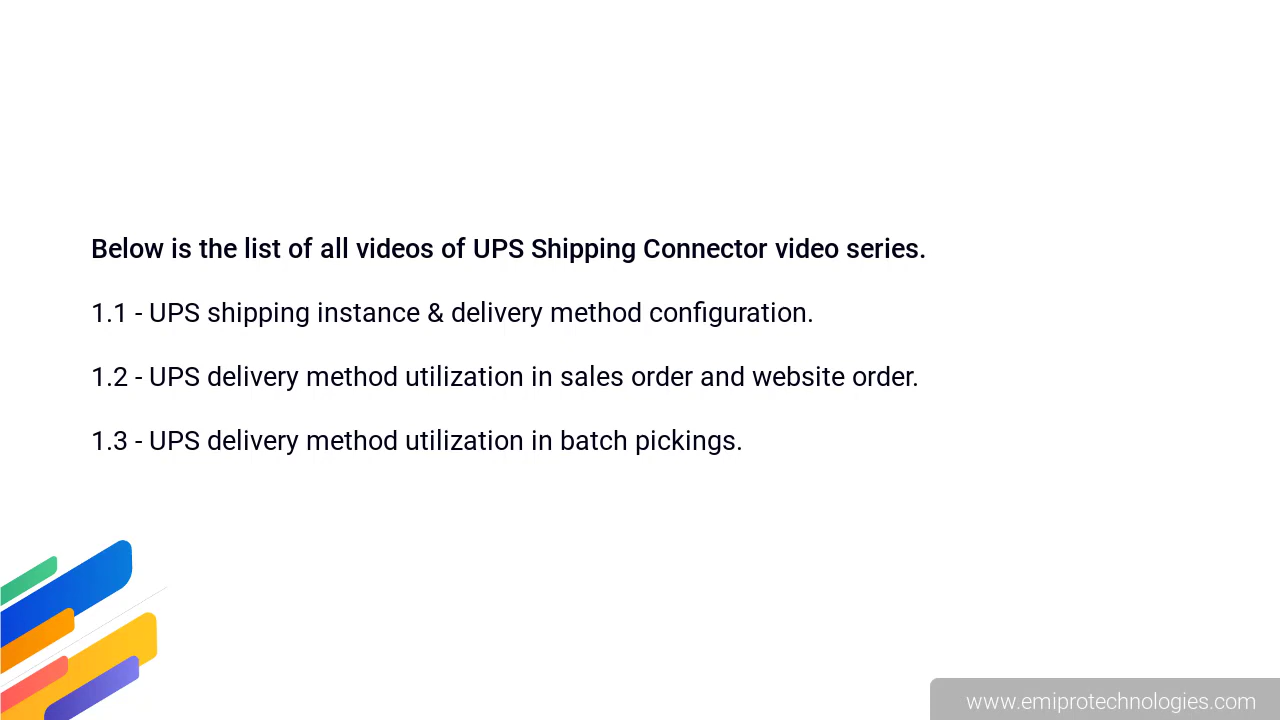 Below is the list of all videos of UPS Shipping Connector video series.
1.1 - UPS shipping instance & delivery method configuration.
1.2 - UPS delivery method utilization in sales order and website order.
1.3 - UPS delivery method utilization in batch pickings.
www.emiprotechnologies.com